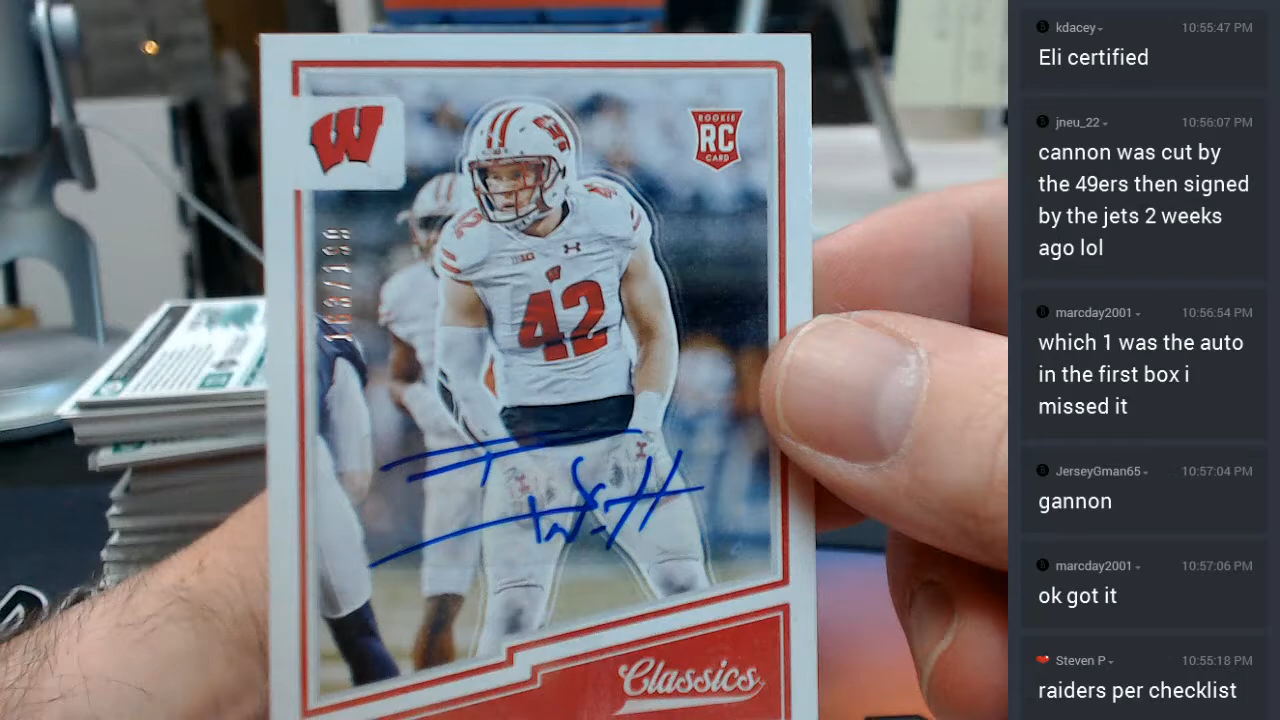 W
ROOKIE
RC
CARD
42
42
Classics
kdacey 10:55:47 PM
Eli certified
jneu_22 10:56:07 PM
cannon was cut by
the 49ers then signed
by the jets 2 weeks
ago lol
marcday2001 10:56:54 PM
which 1 was the auto
in the first box i
missed it
JerseyGman65 10:57:04 PM
gannon
marcday2001 10:57:06 PM
ok got it
Steven P 10:55:18 PM
raiders per checklist